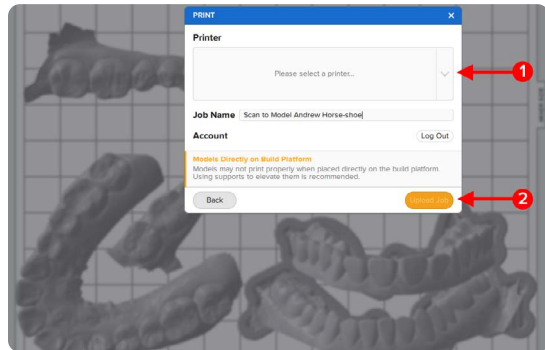 PRINT ×
Printer
Please select a printer...
1
Job Name Scan to Model Andrew Horse-shoe
Account Log Out
Models Directly on Build Platform
Models may not print properly when placed directly on the build platform.
Using supports to elevate them is recommended.
Back Upload Job
2